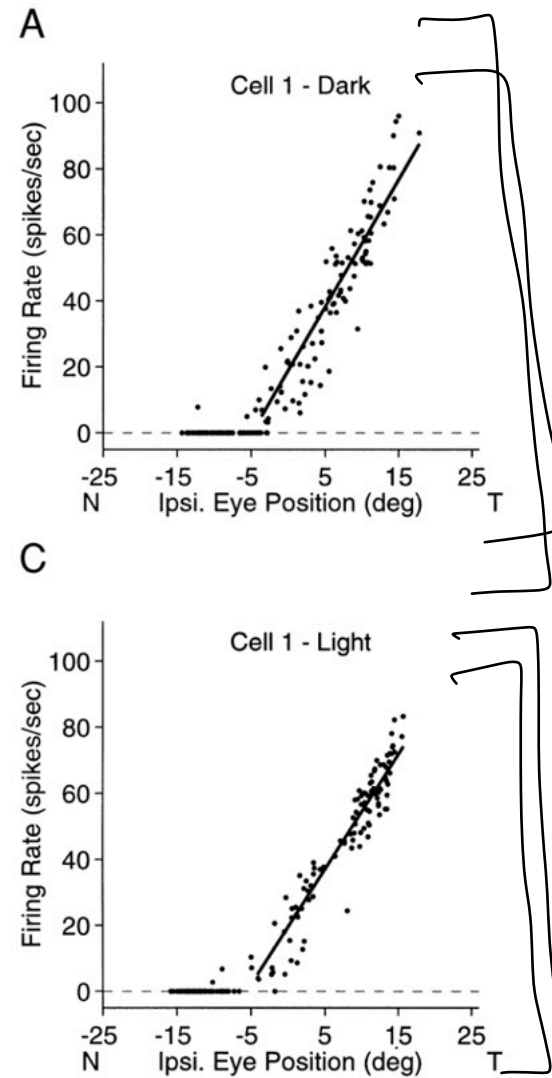 A
Cell 1 - Dark
Firing Rate (spikes/sec)
100
80
60
40
20
0
-25 -15 -5 5 15 25
N Ipsi. Eye Position (deg) T
C
Cell 1 - Light
Firing Rate (spikes/sec)
100
80
60
40
20
0
-25 -15 -5 5 15 25
N Ipsi. Eye Position (deg) T